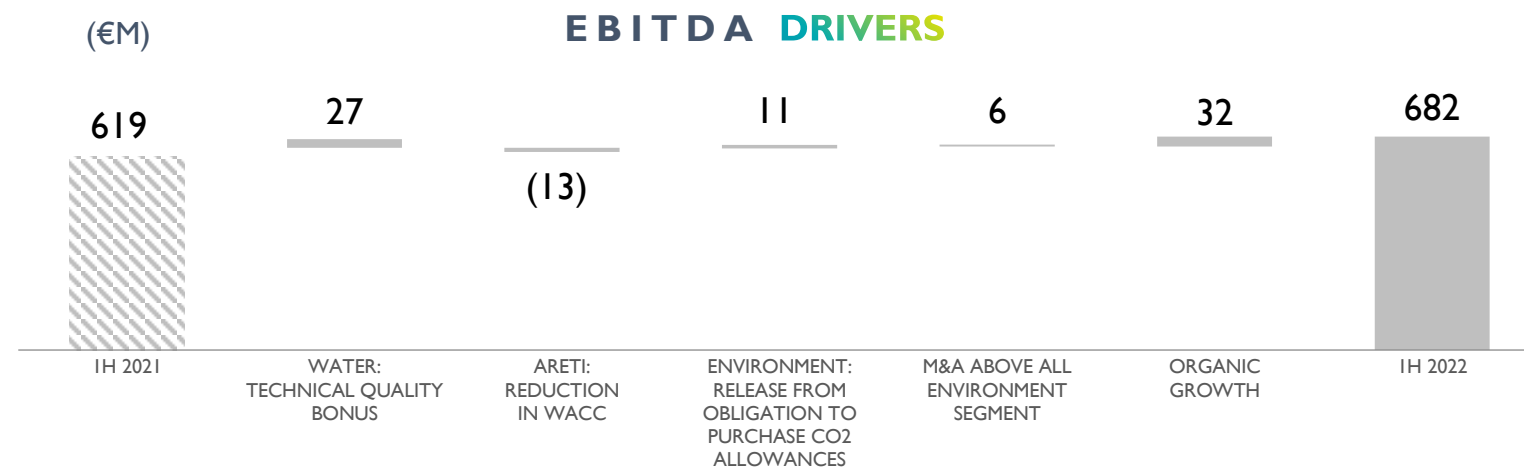 (€M)
EBITDA DRIVERS
619
27
(13)
11
6
32
682
1H 2021
WATER:
TECHNICAL QUALITY
BONUS
ARETI:
REDUCTION
IN WACC
ENVIRONMENT:
RELEASE FROM
OBLIGATION TO
PURCHASE CO2
ALLOWANCES
M&A ABOVE ALL
ENVIRONMENT
SEGMENT
ORGANIC
GROWTH
1H 2022